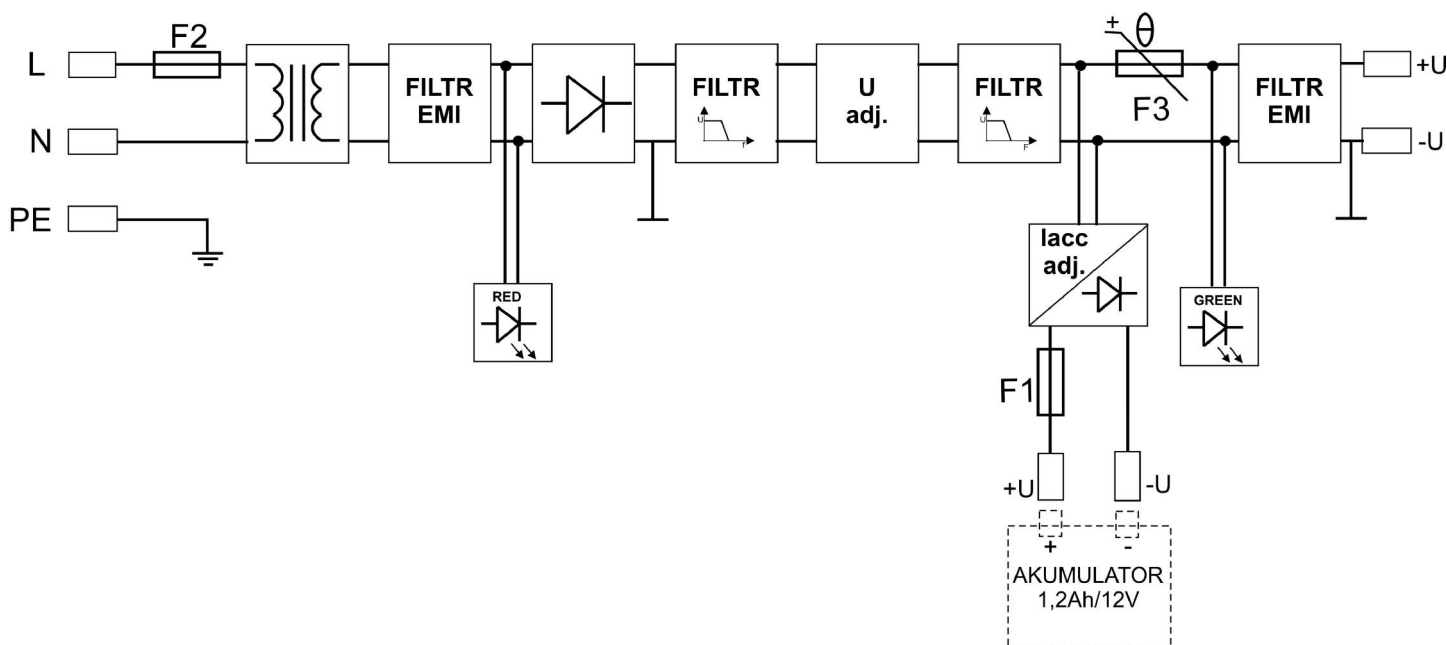 F2
+ θ
L
+U
FILTR
EMI
FILTR
U
f
U
adj.
FILTR
U
F
F3
FILTR
EMI
N
-U
PE
Iacc
adj.
RED
GREEN
F1
+U
-U
+ -
AKUMULATOR
1,2Ah/12V